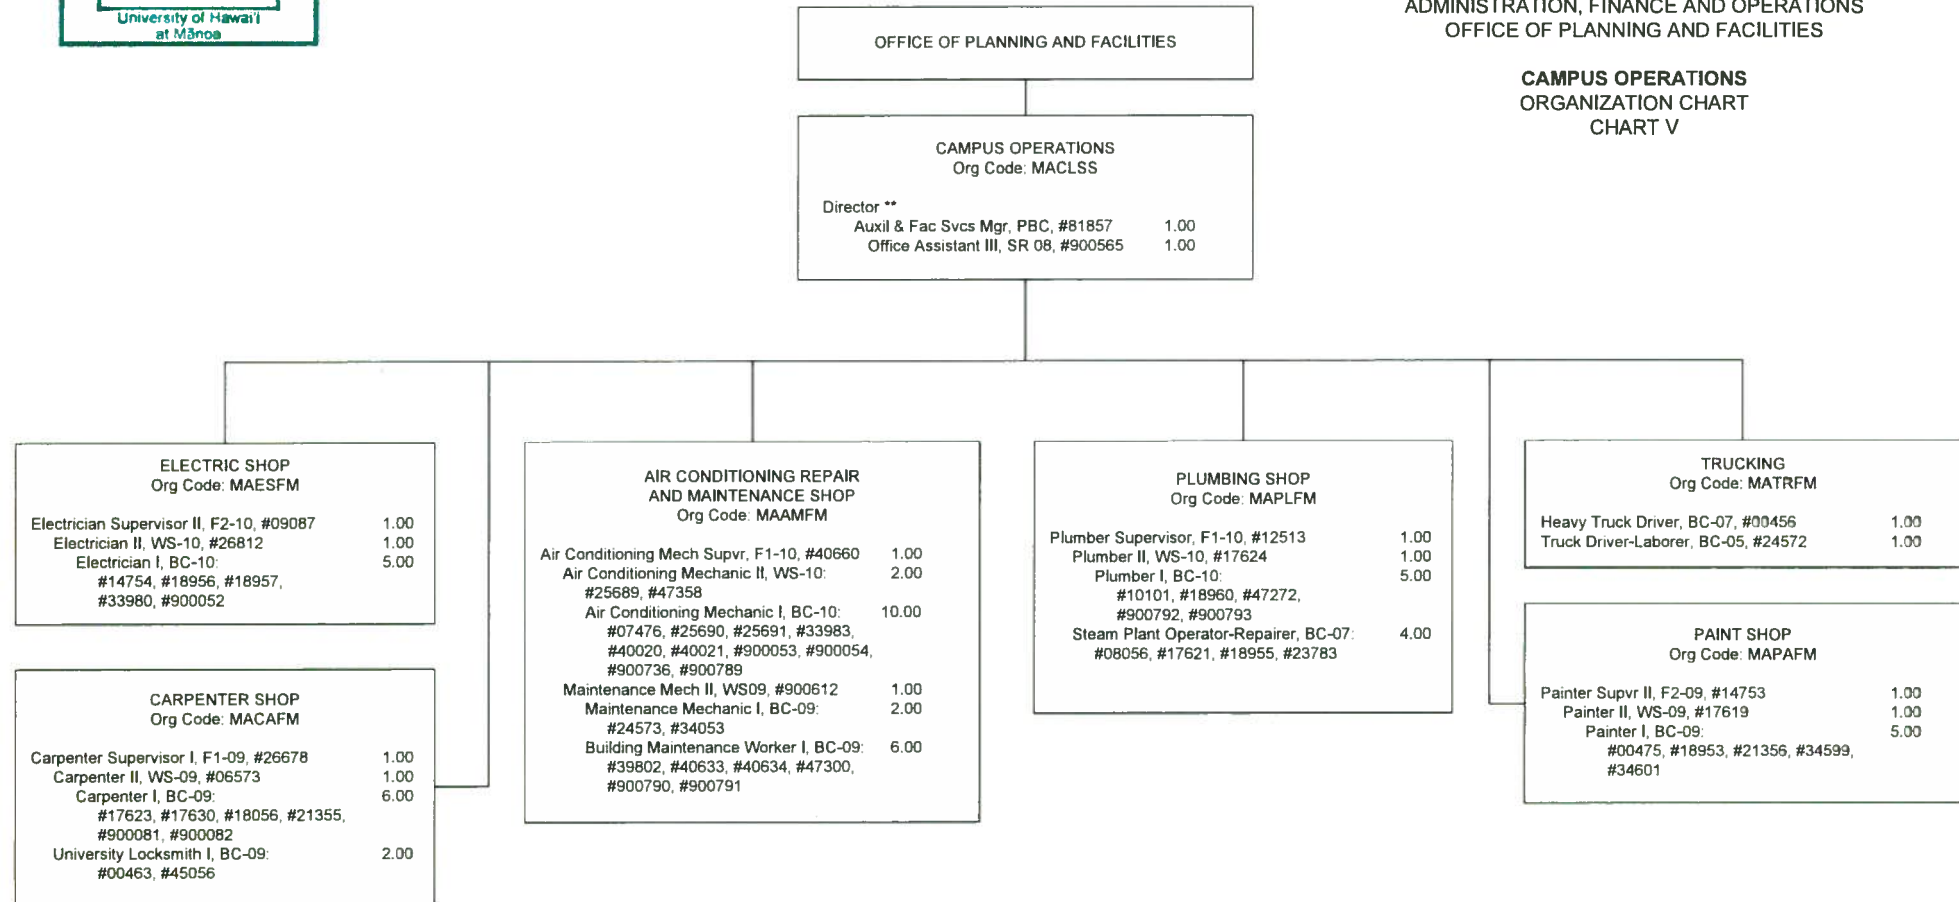 University of Hawai'i
at Mānoa
ADMINISTRATION, FINANCE AND OPERATIONS
OFFICE OF PLANNING AND FACILITIES
CAMPUS OPERATIONS
ORGANIZATION CHART
CHART V
OFFICE OF PLANNING AND FACILITIES
CAMPUS OPERATIONS
Org Code: MACLSS
Director **
Auxil & Fac Svcs Mgr, PBC, #81857 1.00
Office Assistant III, SR 08, #900565 1.00
ELECTRIC SHOP
Org Code: MAESFM
Electrician Supervisor II, F2-10, #09087 1.00
Electrician II, WS-10, #26812 1.00
Electrician I, BC-10: 5.00
#14754, #18956, #18957,
#33980, #900052
CARPENTER SHOP
Org Code: MACAFM
Carpenter Supervisor I, F1-09, #26678 1.00
Carpenter II, WS-09, #06573 1.00
Carpenter I, BC-09: 6.00
#17623, #17630, #18056, #21355,
#900081, #900082
University Locksmith I, BC-09: 2.00
#00463, #45056
AIR CONDITIONING REPAIR
AND MAINTENANCE SHOP
Org Code: MAAMFM
Air Conditioning Mech Supvr, F1-10, #40660 1.00
Air Conditioning Mechanic II, WS-10: 2.00
#25689, #47358
Air Conditioning Mechanic I, BC-10: 10.00
#07476, #25690, #25691, #33983,
#40020, #40021, #900053, #900054,
#900736, #900789
Maintenance Mech II, WS09, #900612 1.00
Maintenance Mechanic I, BC-09: 2.00
#24573, #34053
Building Maintenance Worker I, BC-09: 6.00
#39802, #40633, #40634, #47300,
#900790, #900791
PLUMBING SHOP
Org Code: MAPLFM
Plumber Supervisor, F1-10, #12513 1.00
Plumber II, WS-10, #17624 1.00
Plumber I, BC-10: 5.00
#10101, #18960, #47272,
#900792, #900793
Steam Plant Operator-Repairer, BC-07: 4.00
#08056, #17621, #18955, #23783
TRUCKING
Org Code: MATRFM
Heavy Truck Driver, BC-07, #00456 1.00
Truck Driver-Laborer, BC-05, #24572 1.00
PAINT SHOP
Org Code: MAPAFM
Painter Supvr II, F2-09, #14753 1.00
Painter II, WS-09, #17619 1.00
Painter I, BC-09: 5.00
#00475, #18953, #21356, #34599,
#34601